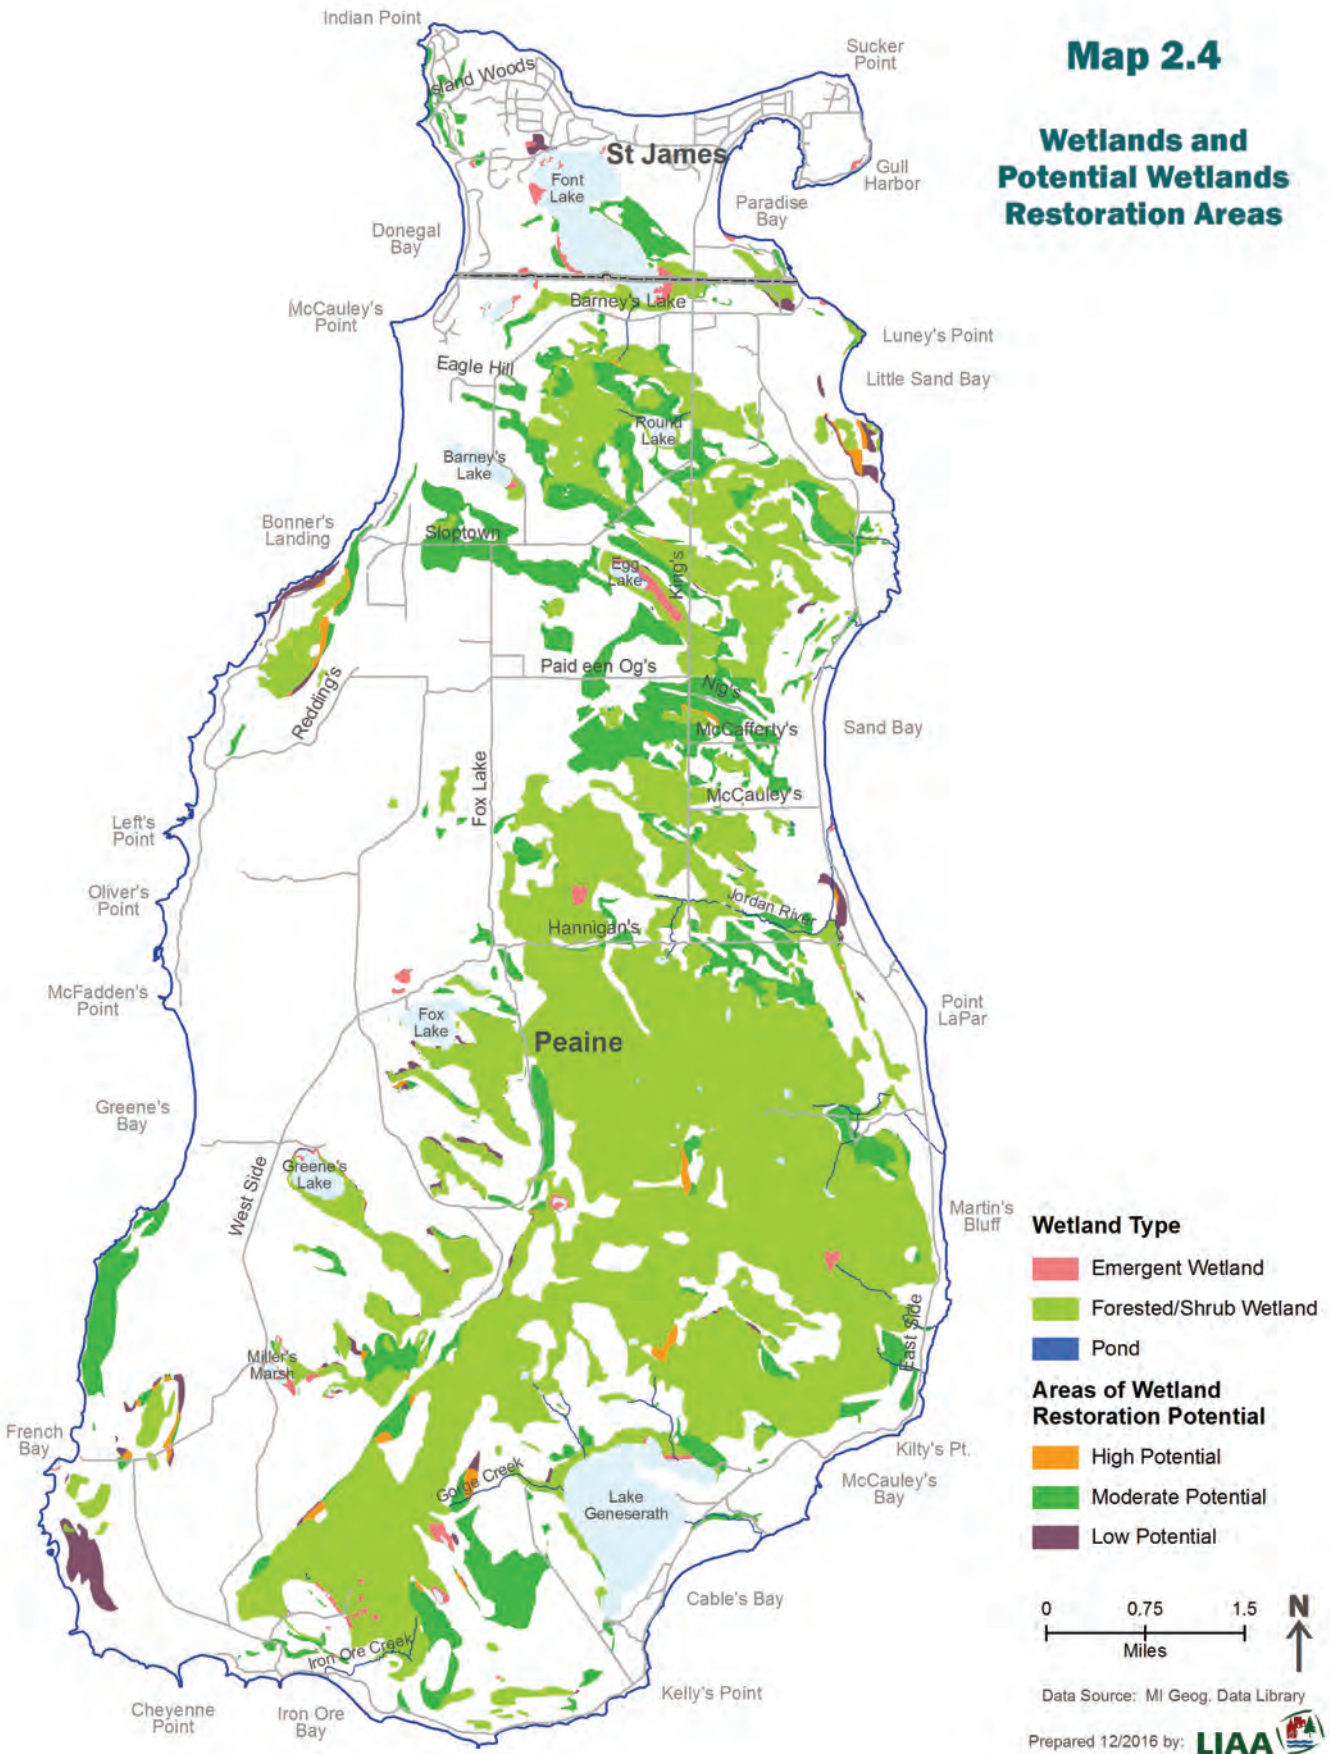 Map 2.4
Wetlands and
Potential Wetlands
Restoration Areas
Indian Point
Sucker
Point
sland Woods
St James
Font
Lake
Gull
Harbor
Paradise
Bay
Donegal
Bay
Barney's Lake
McCauley's
Point
Luney's Point
Eagle Hill
Little Sand Bay
Round
Lake
Barney's
Lake
Bonner's
Landing
Sloptown
Egg
Lake
King's
Paid een Og's
Redding's
Nig's
McCafferty's
Sand Bay
Fox Lake
McCauley's
Left's
Point
Oliver's
Point
Jordan River
Hannigan's
McFadden's
Point
Fox
Lake
Point
LaPar
Peaine
Greene's
Bay
Greene's
Lake
West Side
Martin's
Bluff
East Side
Miller's
Marsh
French
Bay
Kilty's Pt.
Gorge Creek
McCauley's
Bay
Lake
Geneserath
Cable's Bay
Iron Ore Creek
Kelly's Point
Cheyenne
Point
Iron Ore
Bay
Wetland Type
Emergent Wetland
Forested/Shrub Wetland
Pond
Areas of Wetland
Restoration Potential
High Potential
Moderate Potential
Low Potential
0 0.75 1.5
Miles
N
Data Source: MI Geog. Data Library
Prepared 12/2016 by: LIAA